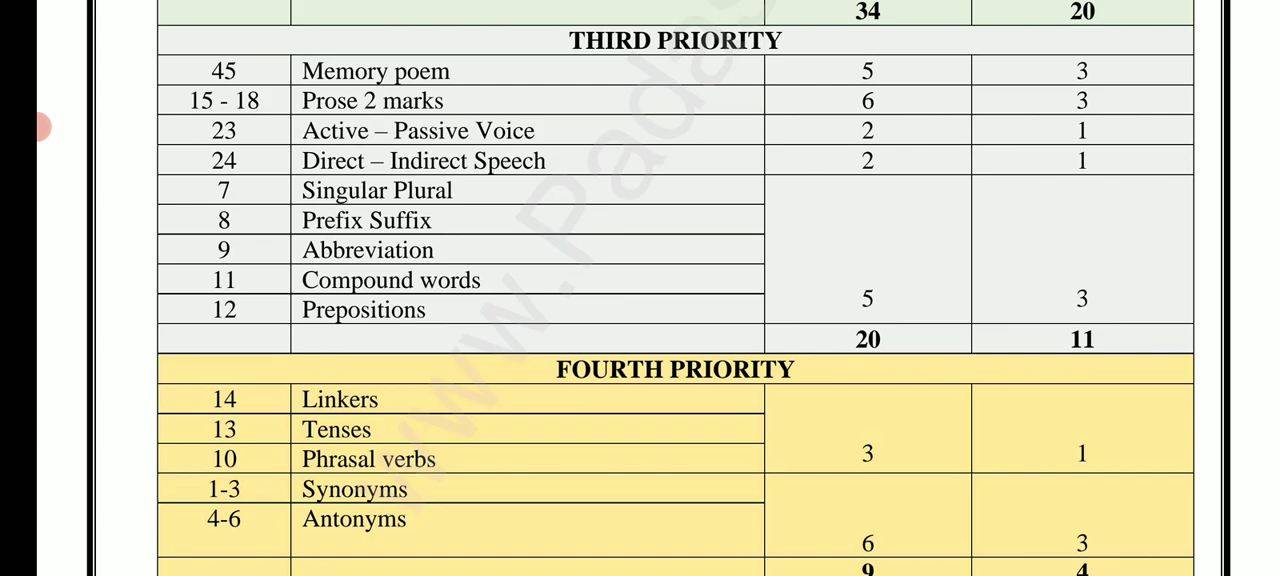 34 20
THIRD PRIORITY
45 Memory poem 5 3
15 - 18 Prose 2 marks 6 3
23 Active – Passive Voice 2 1
24 Direct – Indirect Speech 2 1
7 Singular Plural
8 Prefix Suffix
9 Abbreviation
11 Compound words
12 Prepositions 5 3
20 11
FOURTH PRIORITY
14 Linkers
13 Tenses
10 Phrasal verbs 3 1
1-3 Synonyms
4-6 Antonyms
6 3
9 4